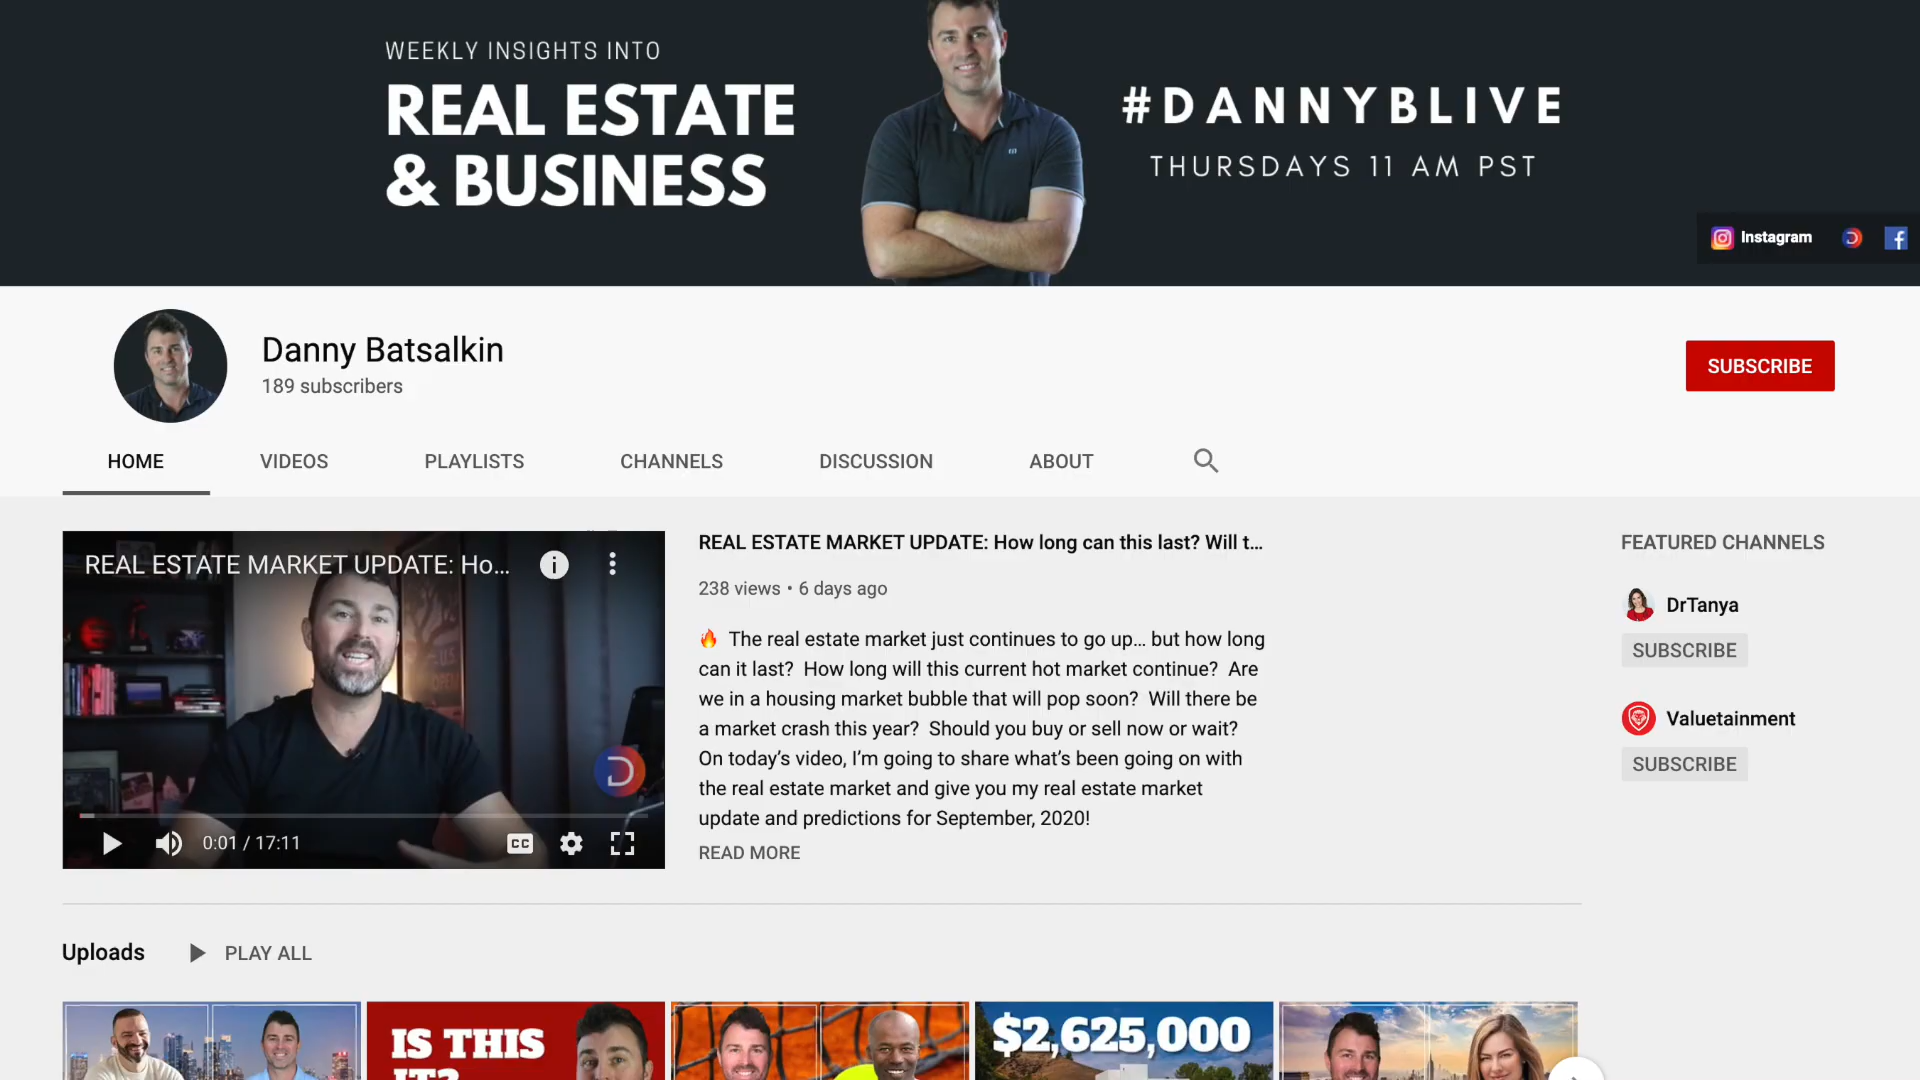 WEEKLY INSIGHTS INTO
REAL ESTATE
& BUSINESS
#DANNYBLIVE
THURSDAYS 11 AM PST
Instagram
Danny Batsalkin
189 subscribers
SUBSCRIBE
HOME
VIDEOS
PLAYLISTS
CHANNELS
DISCUSSION
ABOUT
REAL ESTATE MARKET UPDATE: Ho...
0:01 / 17:11
CC
REAL ESTATE MARKET UPDATE: How long can this last? Will t...
238 views • 6 days ago
🔥 The real estate market just continues to go up... but how long
can it last? How long will this current hot market continue? Are
we in a housing market bubble that will pop soon? Will there be
a market crash this year? Should you buy or sell now or wait?
On today’s video, I’m going to share what’s been going on with
the real estate market and give you my real estate market
update and predictions for September, 2020!
READ MORE
FEATURED CHANNELS
DrTanya
SUBSCRIBE
Valuetainment
SUBSCRIBE
Uploads
PLAY ALL
IS THIS
IT?
$2,625,000